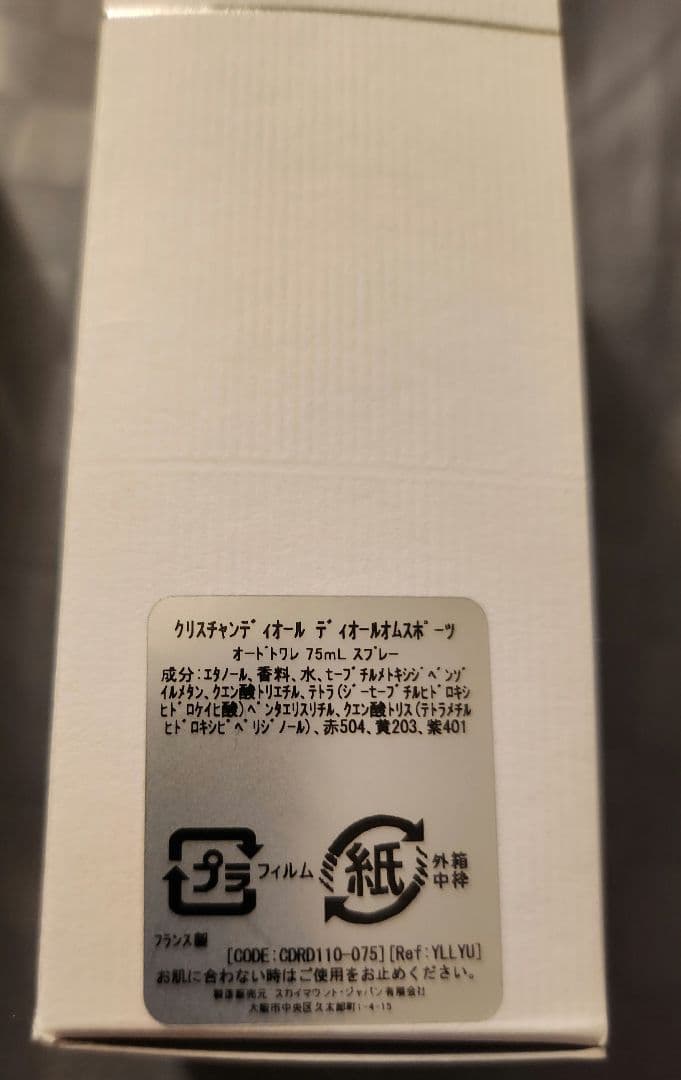 クリスチャンディオール ディオールオムスポーツ
オードトワレ 75mL スプレー
成分:エタノール、香料、水、t-ブチルメトキシジベンゾ
イルメタン、クエン酸トリエチル、テトラ(ジーt-ブチルヒドロキシ
ヒドロケイヒ酸)ペンタエリスリチル、クエン酸トリス(テトラメチル
ヒドロキシピペリジノール)、赤504、黄203、紫401
プラ フィルム 紙 外箱
中枠
フランス製
[CODE:CDRD110-075][Ref:YLLYU]
お肌に合わない時はご使用をお止めください。
製造販売元 スカイマウント・ジャパン有限会社
大阪市中央区久太郎町1-4-15